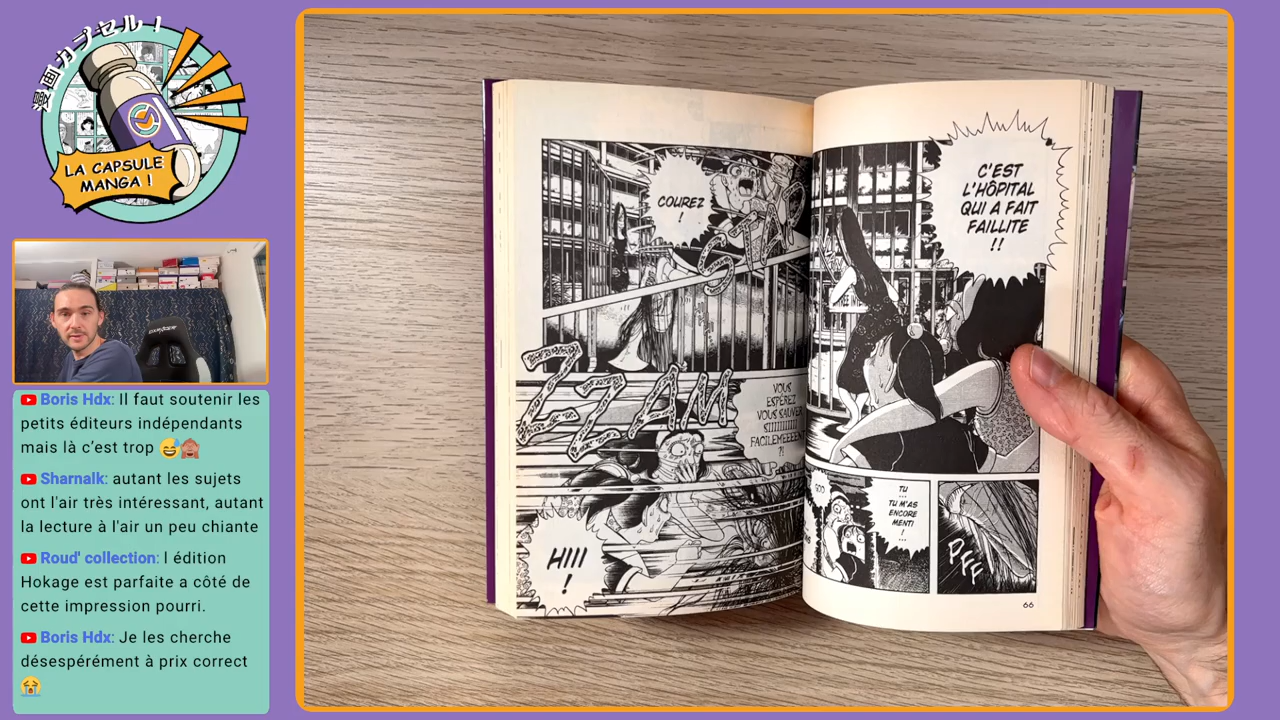 漫画カプセル！
LA CAPSULE
MANGA !
Boris Hdx: Il faut soutenir les
petits éditeurs indépendants
mais là c’est trop 😅🙈
Sharnalk: autant les sujets
ont l'air très intéressant, autant
la lecture à l'air un peu chiante
Roud' collection: l édition
Hokage est parfaite a côté de
cette impression pourri.
Boris Hdx: Je les cherche
désespérément à prix correct
😭
COUREZ
!
ZZAM
VOUS
ESPÉREZ
VOUS SAUVER
SIIIIIIIIIII
FACILEMEEEENT
?!
HIII
!
C'EST
L'HÔPITAL
QUI A FAIT
FAILLITE
!!
TU
...
TU M'AS
ENCORE
MENTI
!
...
PFF
66